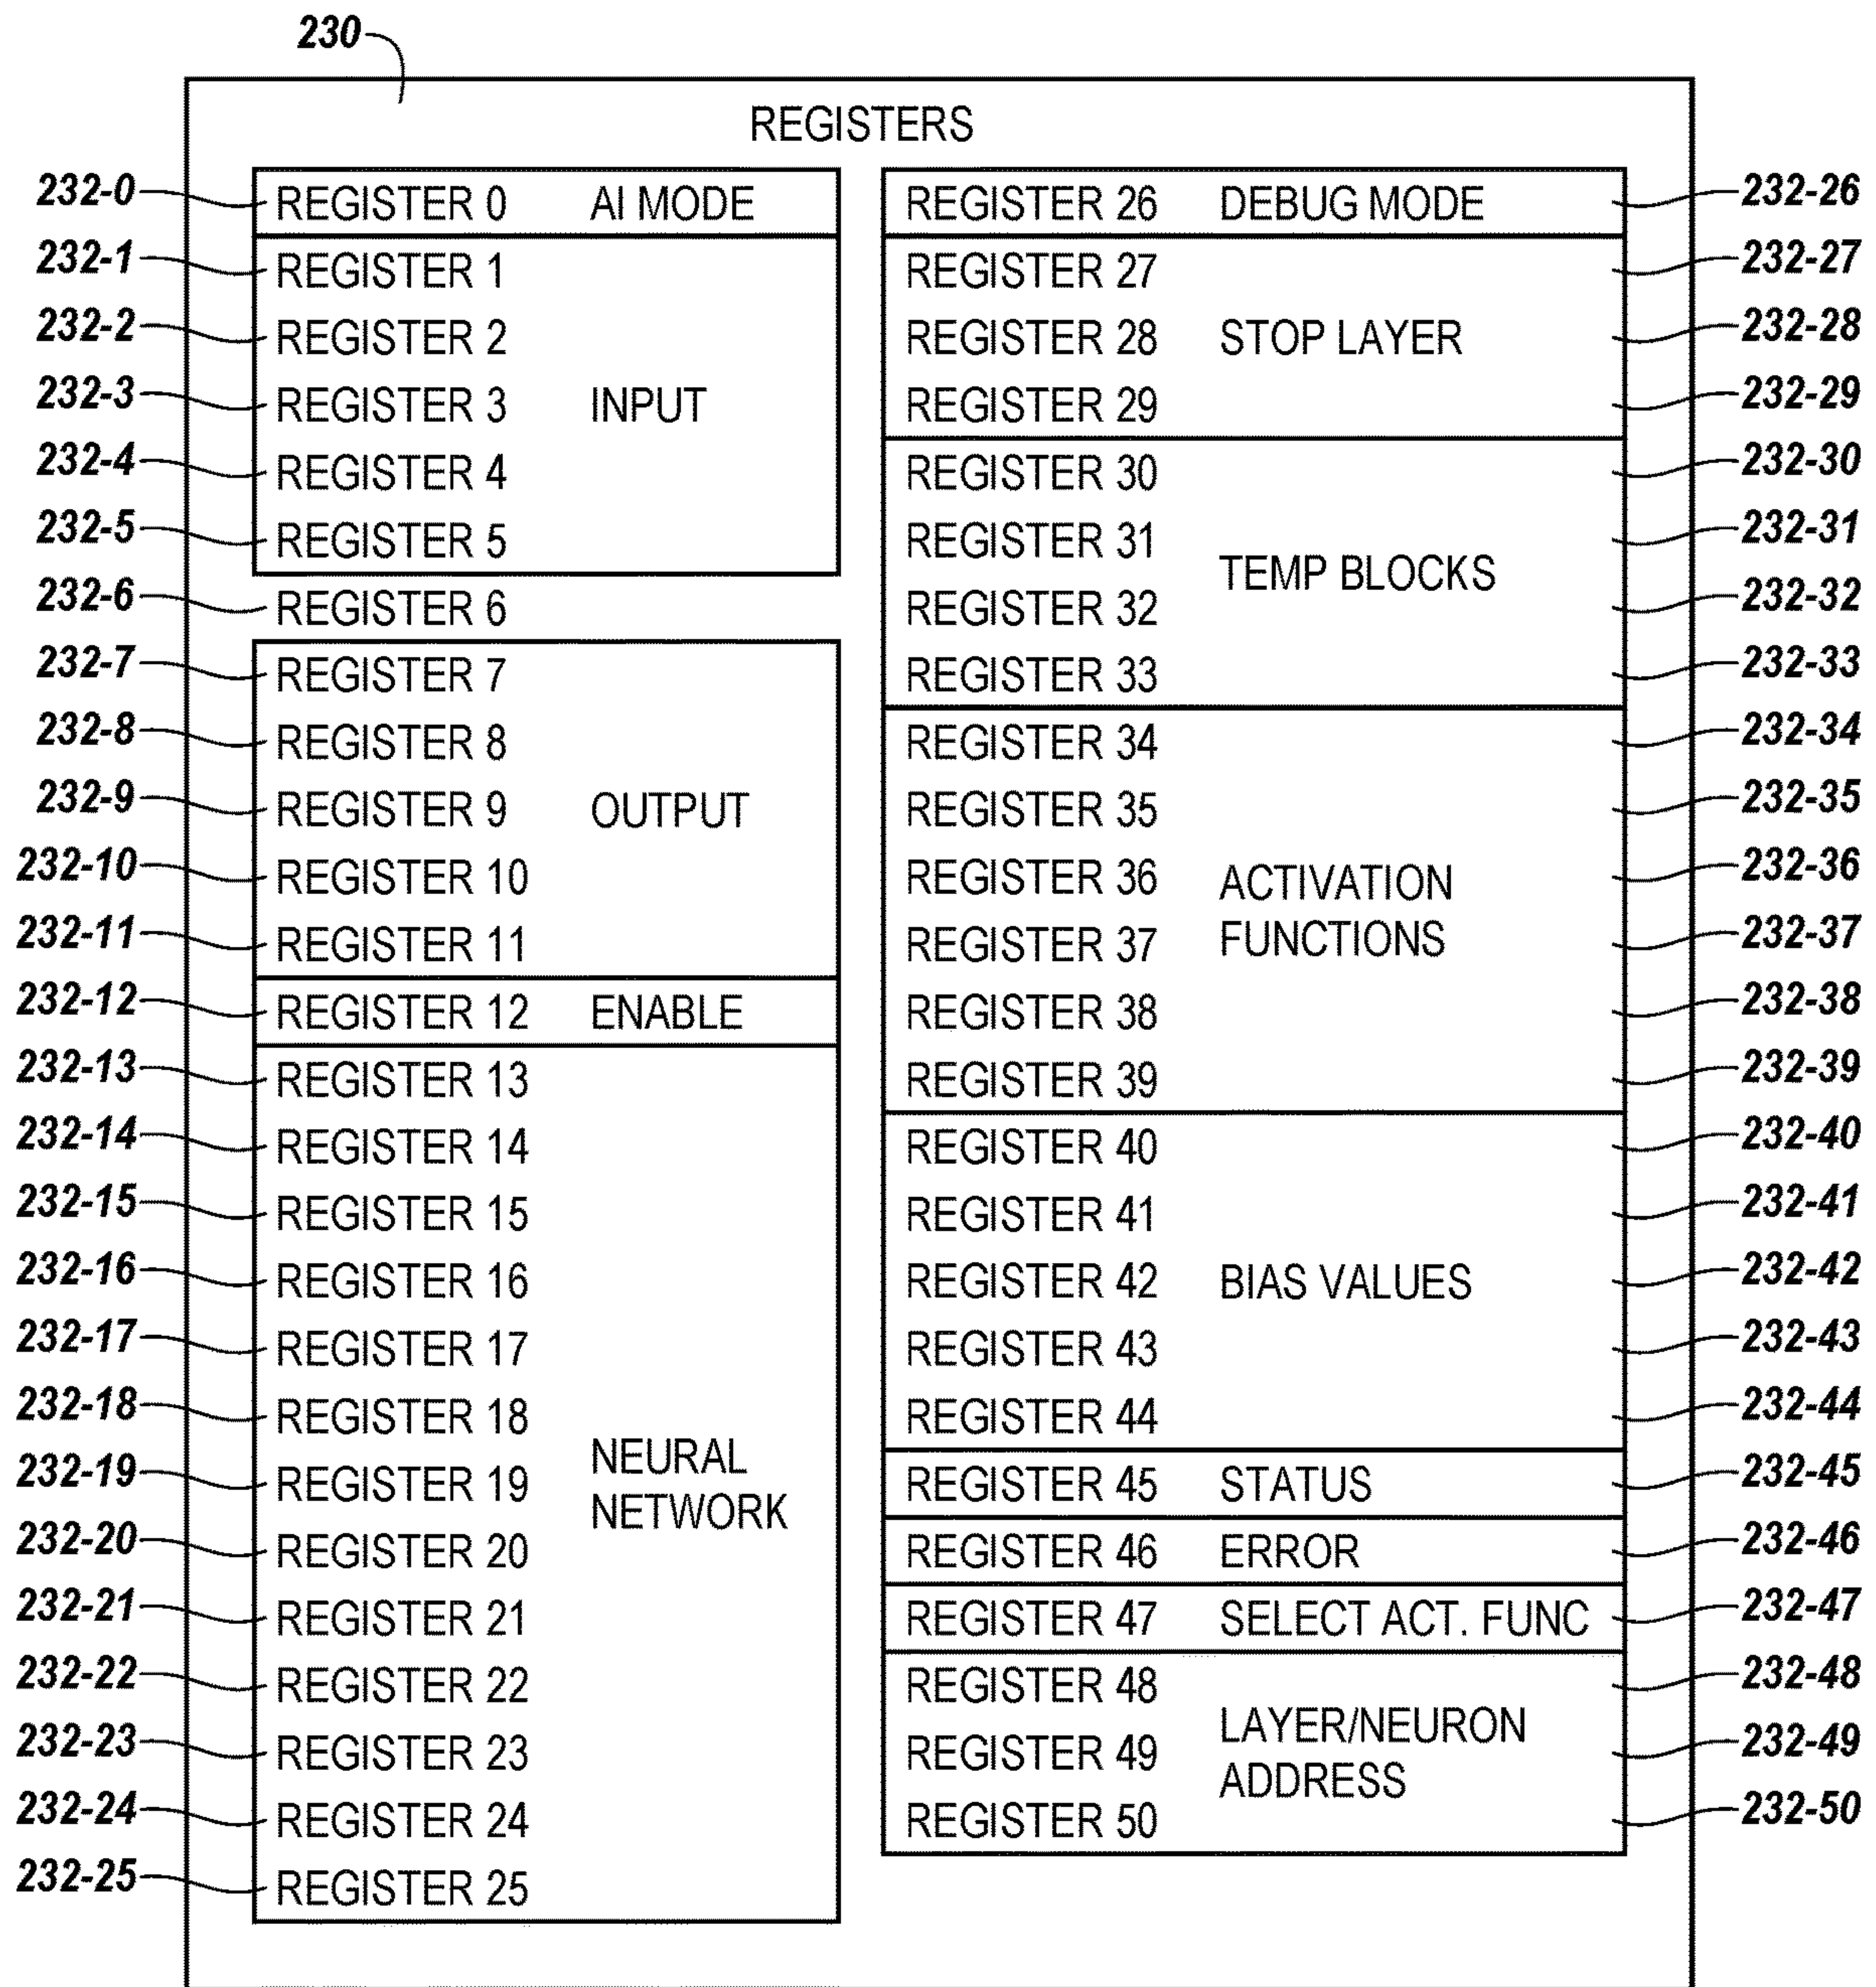 230
REGISTERS
232-0 REGISTER 0 AI MODE
232-1 REGISTER 1
232-2 REGISTER 2
232-3 REGISTER 3 INPUT
232-4 REGISTER 4
232-5 REGISTER 5
232-6 REGISTER 6
232-7 REGISTER 7
232-8 REGISTER 8
232-9 REGISTER 9 OUTPUT
232-10 REGISTER 10
232-11 REGISTER 11
232-12 REGISTER 12 ENABLE
232-13 REGISTER 13
232-14 REGISTER 14
232-15 REGISTER 15
232-16 REGISTER 16
232-17 REGISTER 17
232-18 REGISTER 18
NEURAL
232-19 REGISTER 19
NETWORK
232-20 REGISTER 20
232-21 REGISTER 21
232-22 REGISTER 22
232-23 REGISTER 23
232-24 REGISTER 24
232-25 REGISTER 25
REGISTER 26 DEBUG MODE 232-26
REGISTER 27 232-27
REGISTER 28 STOP LAYER 232-28
REGISTER 29 232-29
REGISTER 30 232-30
REGISTER 31 232-31
TEMP BLOCKS
REGISTER 32 232-32
REGISTER 33 232-33
REGISTER 34 232-34
REGISTER 35 232-35
REGISTER 36 ACTIVATION 232-36
REGISTER 37 FUNCTIONS 232-37
REGISTER 38 232-38
REGISTER 39 232-39
REGISTER 40 232-40
REGISTER 41 232-41
REGISTER 42 BIAS VALUES 232-42
REGISTER 43 232-43
REGISTER 44 232-44
REGISTER 45 STATUS 232-45
REGISTER 46 ERROR 232-46
REGISTER 47 SELECT ACT. FUNC 232-47
REGISTER 48 232-48
LAYER/NEURON
REGISTER 49 232-49
ADDRESS
REGISTER 50 232-50